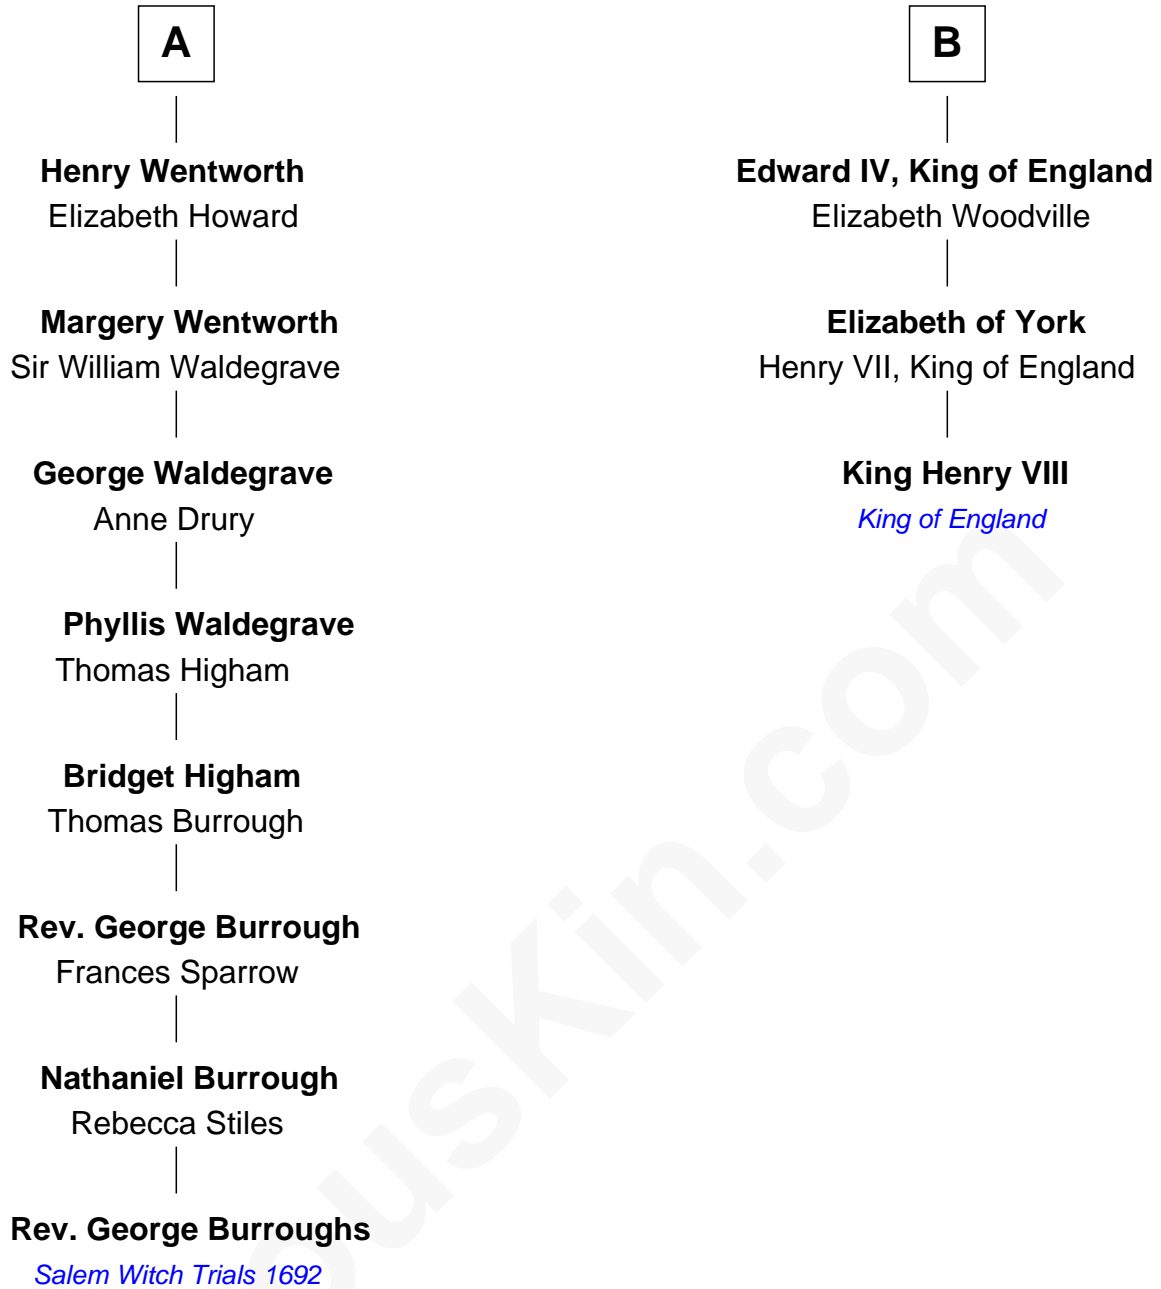 A
Henry Wentworth
Elizabeth Howard
Margery Wentworth
Sir William Waldegrave
George Waldegrave
Anne Drury
Phyllis Waldegrave
Thomas Higham
Bridget Higham
Thomas Burrough
Rev. George Burrough
Frances Sparrow
Nathaniel Burrough
Rebecca Stiles
Rev. George Burroughs
Salem Witch Trials 1692
B
Edward IV, King of England
Elizabeth Woodville
Elizabeth of York
Henry VII, King of England
King Henry VIII
King of England
ousKin.com